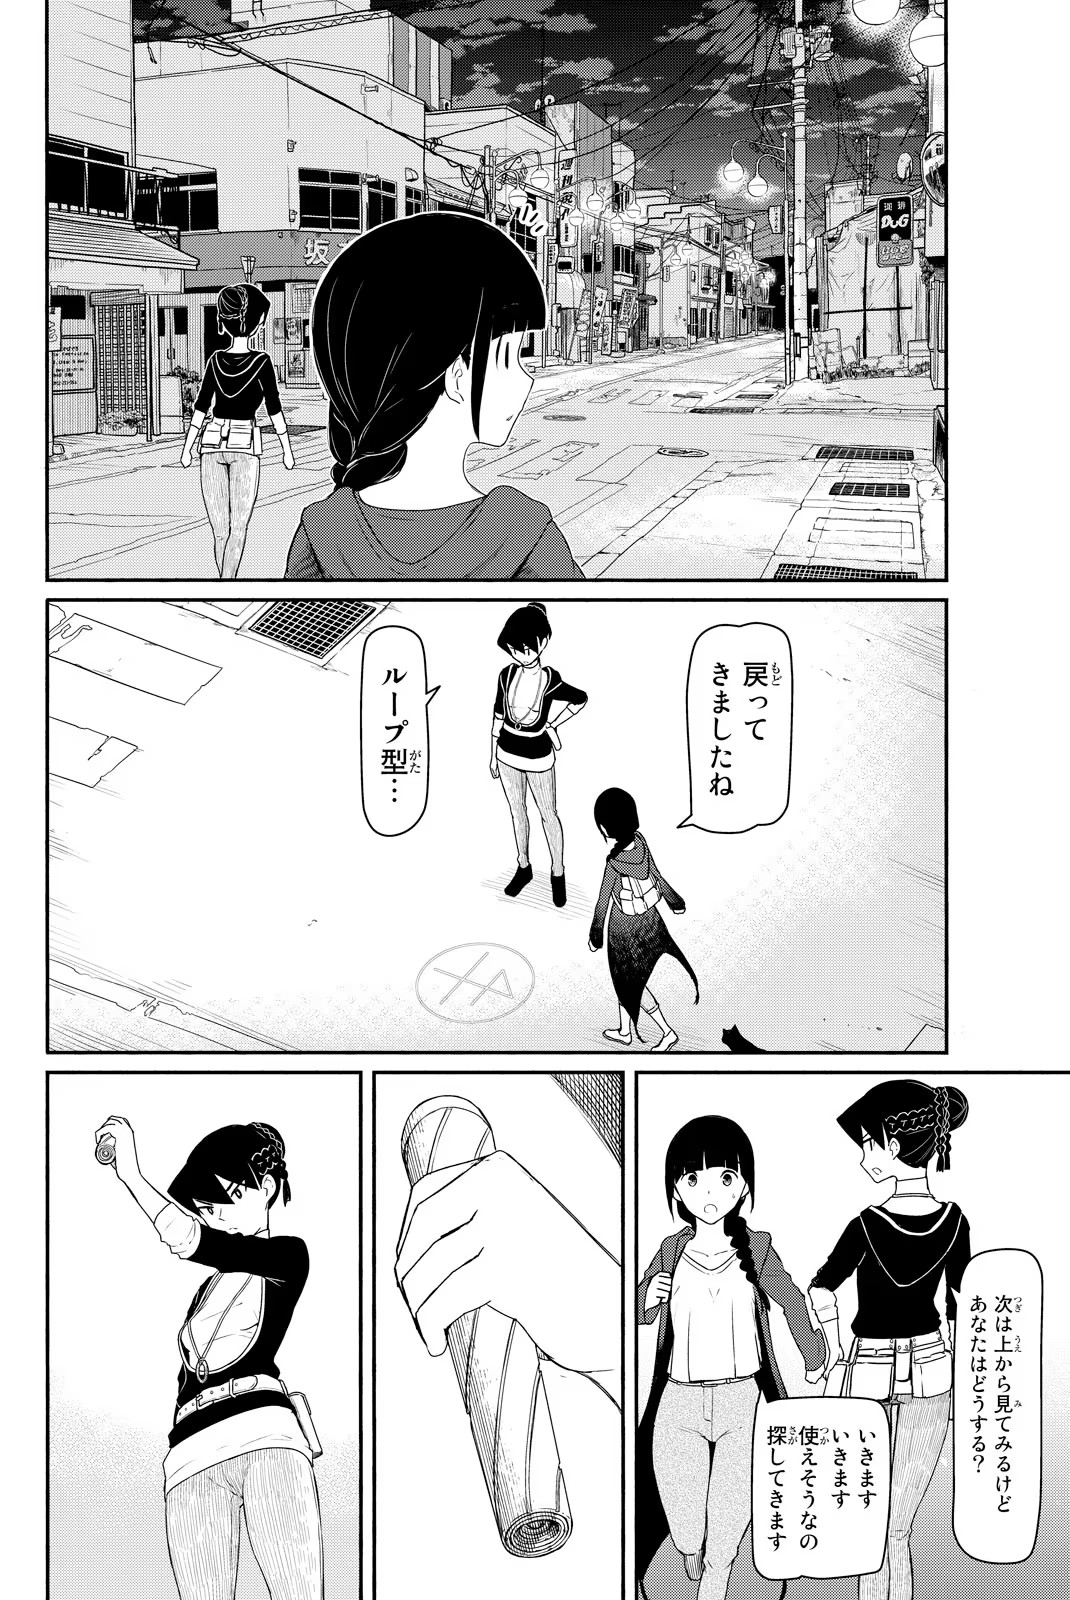 坂
珈琲
DuG
戻って
きましたね
ループ型…
次は上から見てみるけど
あなたはどうする？
いきます
いきます
使えそうなの
探してきます